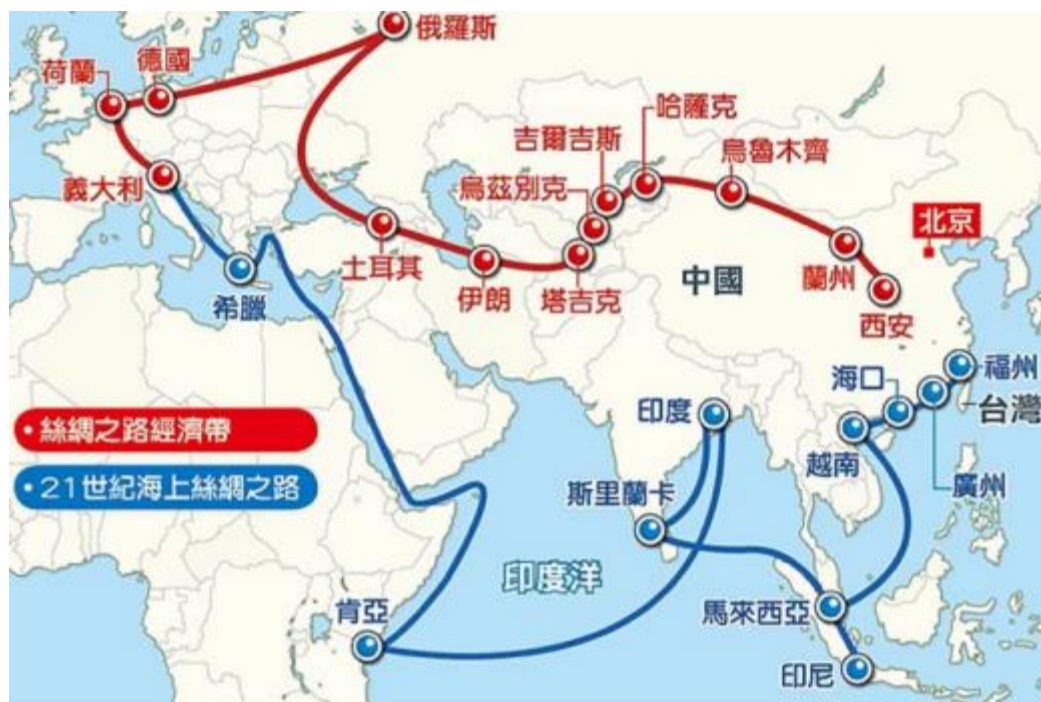 俄羅斯
德國
荷蘭
義大利
哈薩克
吉爾吉斯
烏魯木齊
烏茲別克
北京
土耳其
伊朗
塔吉克
中國
蘭州
西安
希臘
福州
海口
台灣
印度
• 絲綢之路經濟帶
越南
廣州
• 21世紀海上絲綢之路
斯里蘭卡
印度洋
肯亞
馬來西亞
印尼